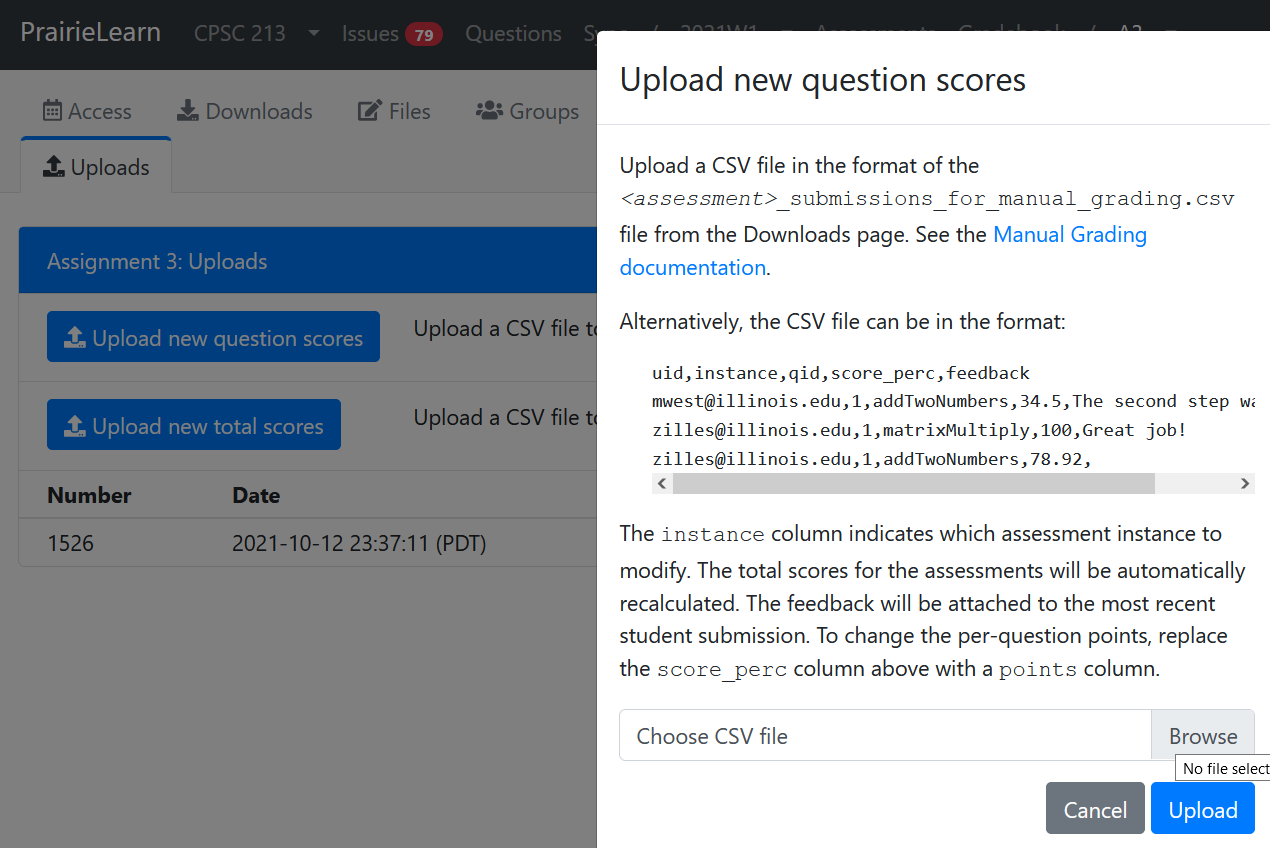 PrairieLearn CPSC 213 Issues 79 Questions
Access Downloads Files Groups
Uploads
Assignment 3: Uploads
Upload new question scores Upload a CSV file to
Upload new total scores Upload a CSV file to
Number Date
1526 2021-10-12 23:37:11 (PDT)
Upload new question scores
Upload a CSV file in the format of the
<assessment>_submissions_for_manual_grading.csv
file from the Downloads page. See the Manual Grading
documentation.
Alternatively, the CSV file can be in the format:
uid,instance,qid,score_perc,feedback
mwest@illinois.edu,1,addTwoNumbers,34.5,The second step wa
zilles@illinois.edu,1,matrixMultiply,100,Great job!
zilles@illinois.edu,1,addTwoNumbers,78.92,
The instance column indicates which assessment instance to
modify. The total scores for the assessments will be automatically
recalculated. The feedback will be attached to the most recent
student submission. To change the per-question points, replace
the score_perc column above with a points column.
Choose CSV file Browse
No file select
Cancel Upload